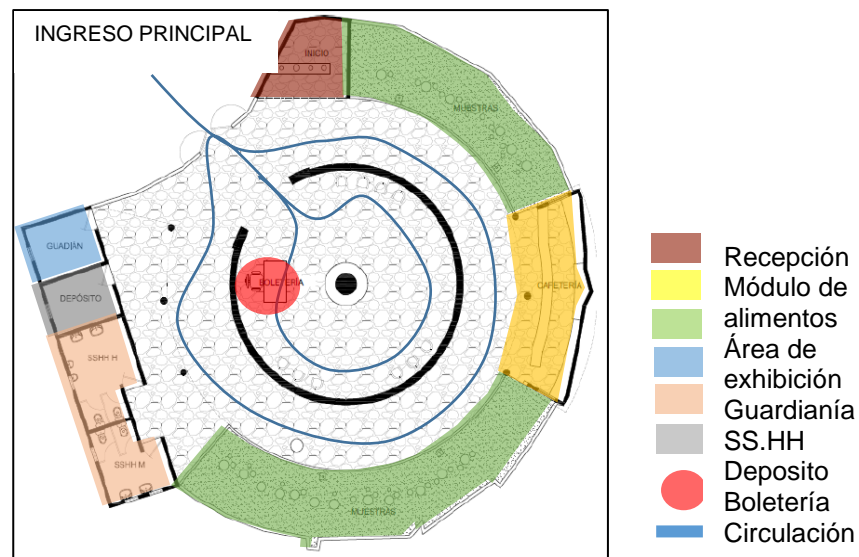 INGRESO PRINCIPAL
INICIO
MUESTRAS
GUADÍAN
DEPÓSITO
BOLETERÍA
CAFETERÍA
SSHH H
SSHH M
MUESTRAS
Recepción
Módulo de
alimentos
Área de
exhibición
Guardianía
SS.HH
Deposito
Boletería
Circulación